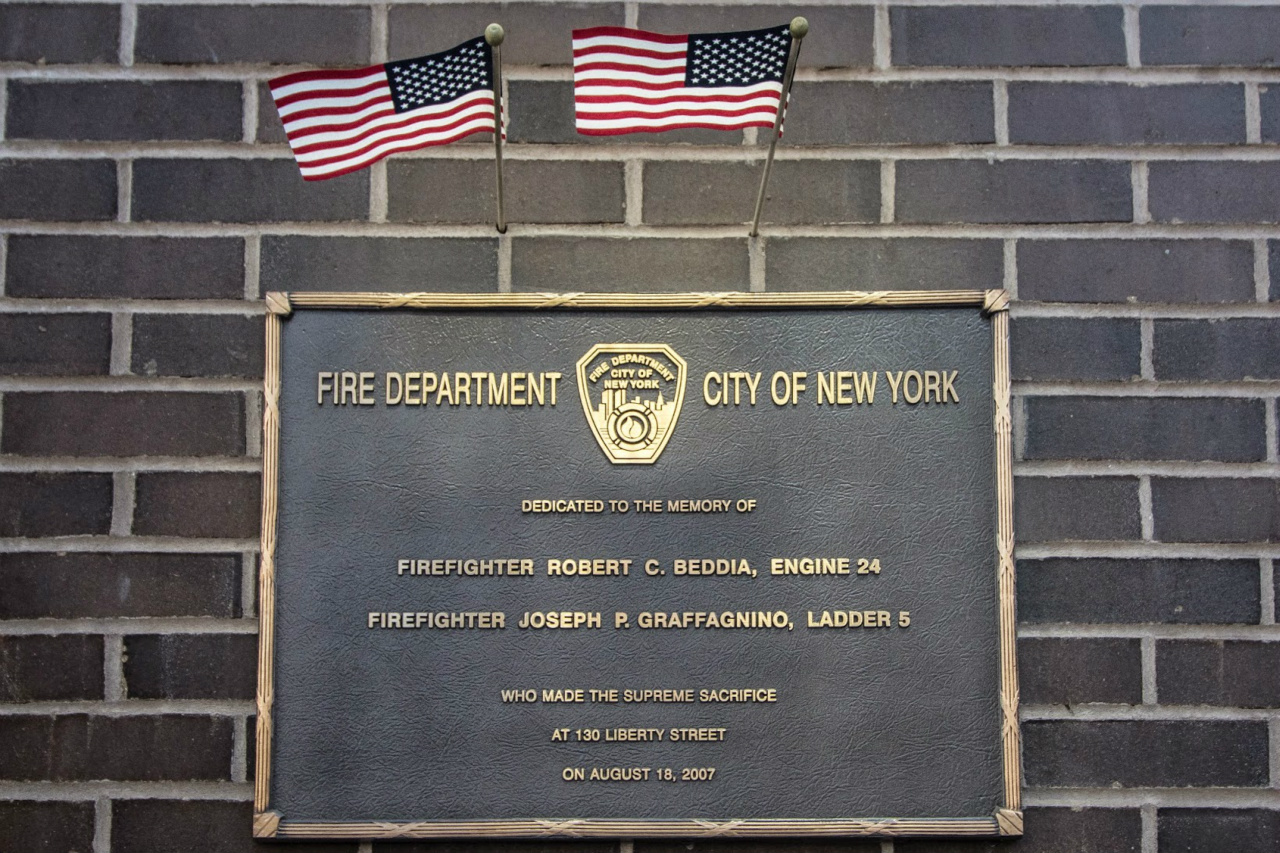 FIRE DEPARTMENT
FIRE DEPARTMENT
CITY OF
NEW YORK
CITY OF NEW YORK
DEDICATED TO THE MEMORY OF
FIREFIGHTER ROBERT C. BEDDIA, ENGINE 24
FIREFIGHTER JOSEPH P. GRAFFAGNINO, LADDER 5
WHO MADE THE SUPREME SACRIFICE
AT 130 LIBERTY STREET
ON AUGUST 18, 2007